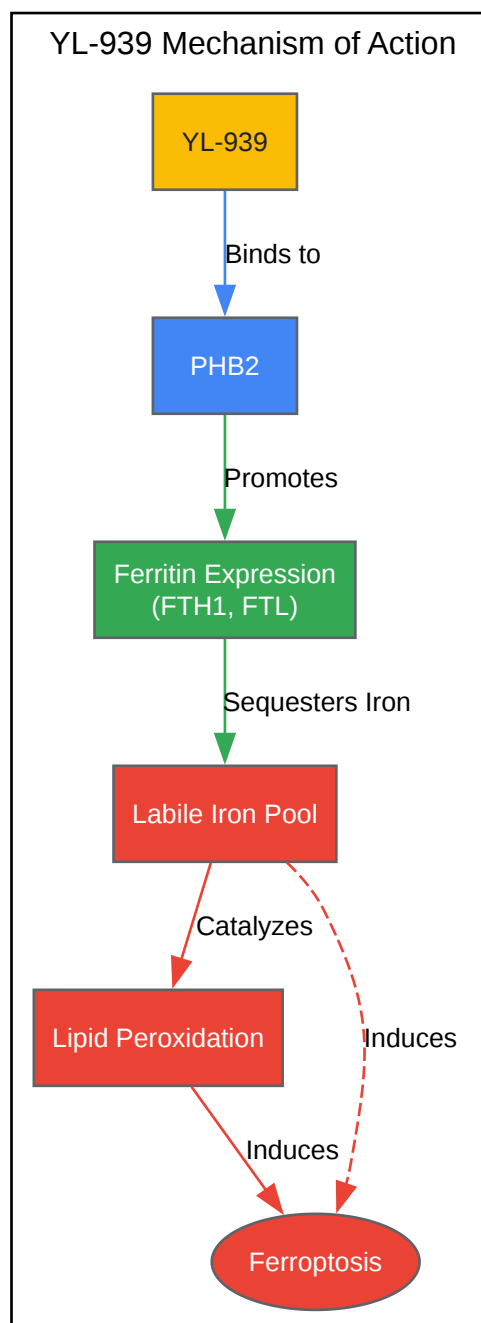 YL-939 Mechanism of Action
YL-939
Binds to
PHB2
Promotes
Ferritin Expression
(FTH1, FTL)
Sequesters Iron
Labile Iron Pool
Catalyzes
Lipid Peroxidation
Induces
Induces
Ferroptosis